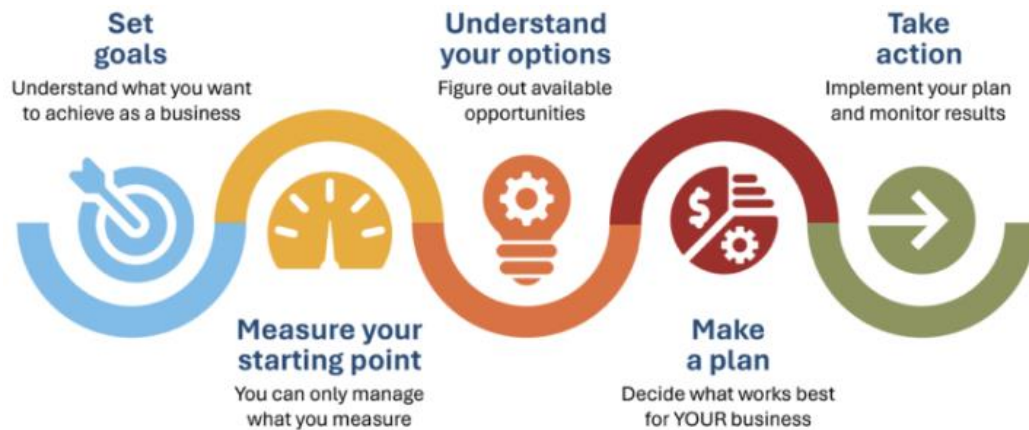 Set
goals
Understand what you want
to achieve as a business
Measure your
starting point
You can only manage
what you measure
Understand
your options
Figure out available
opportunities
$
Make
a plan
Decide what works best
for YOUR business
Take
action
Implement your plan
and monitor results